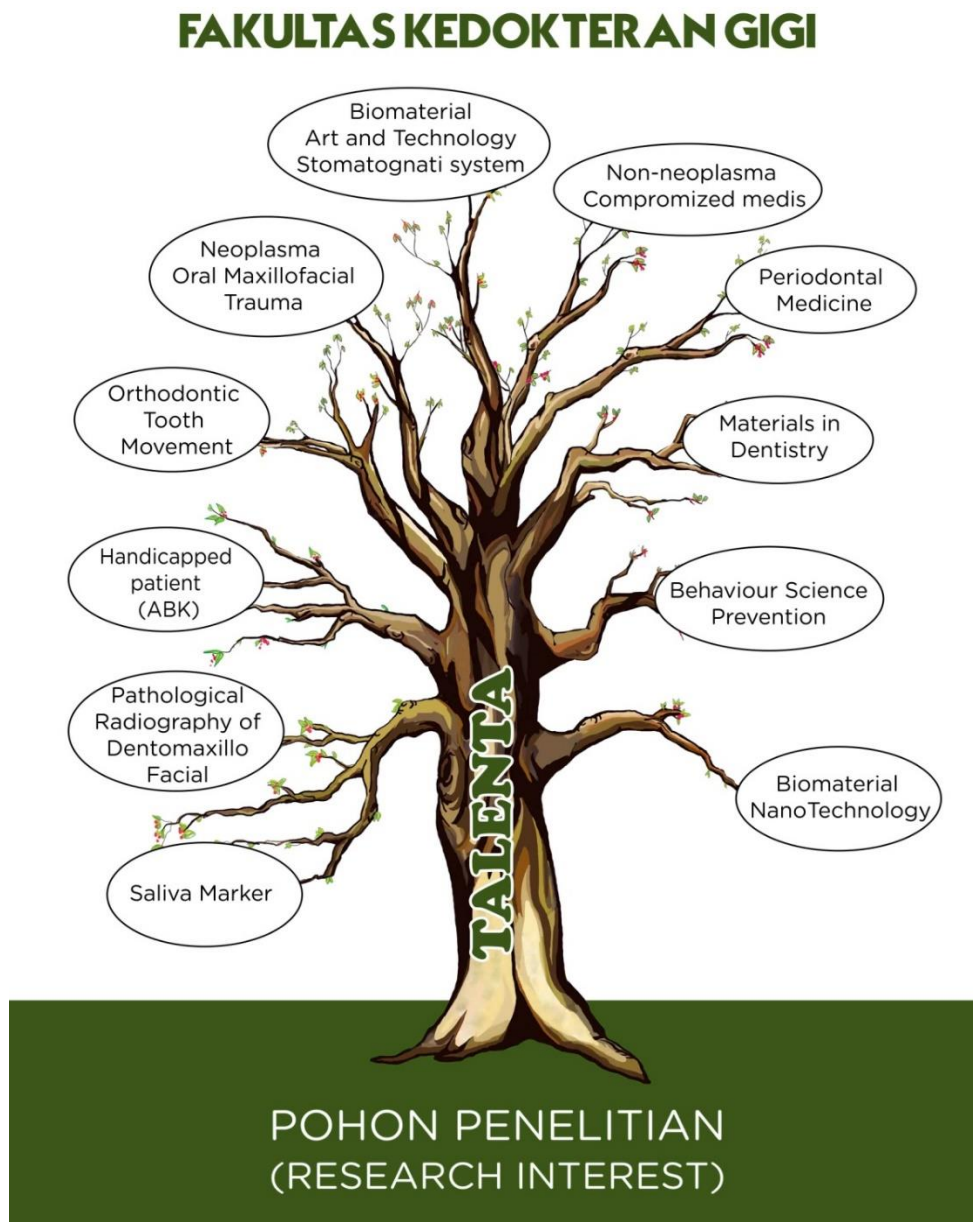 FAKULTAS KEDOKTERAN GIGI
Biomaterial
Art and Technology
Stomatognati system
Non-neoplasma
Compromized medis
Neoplasma
Oral Maxillofacial
Trauma
Periodontal
Medicine
Orthodontic
Tooth
Movement
Materials in
Dentistry
Handicapped
patient
(ABK)
Behaviour Science
Prevention
Pathological
Radiography of
Dentomaxillo
Facial
Biomaterial
NanoTechnology
Saliva Marker
TALENTA
POHON PENELITIAN
(RESEARCH INTEREST)